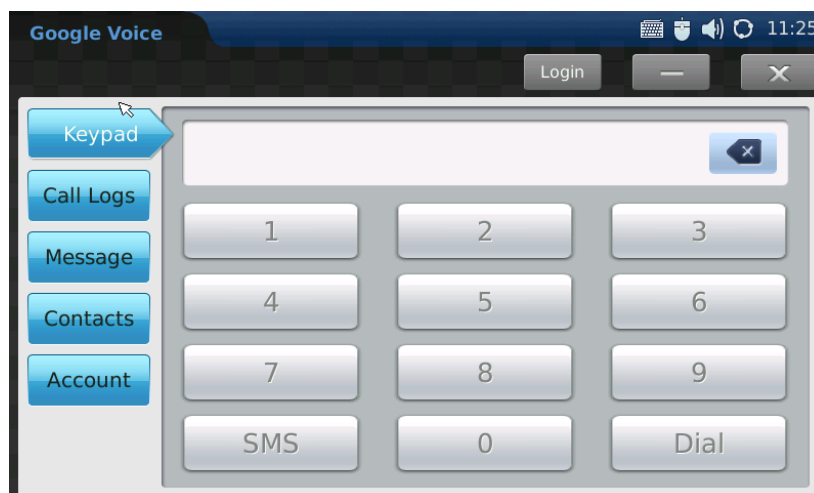 Google Voice
11:25
Login
Keypad
Call Logs
Message
Contacts
Account
1 2 3
4 5 6
7 8 9
SMS 0 Dial